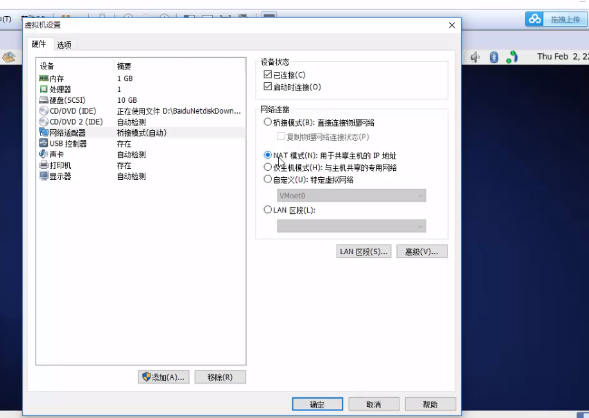 虚拟机设置
拖拽上传
硬件 选项
Thu Feb 2, 2
设备 摘要
内存 1 GB
处理器 1
硬盘(SCSI) 10 GB
CD/DVD (IDE) 正在使用文件 D:\BaiduNetdiskDown...
CD/DVD 2 (IDE) 自动检测
网络适配器 桥接模式(自动)
USB 控制器 存在
声卡 自动检测
打印机 存在
显示器 自动检测
设备状态
已连接(C)
启动时连接(O)
网络连接
桥接模式(B): 直接连接物理网络
复制物理网络连接状态(P)
NAT 模式(N): 用于共享主机的 IP 地址
仅主机模式(H): 与主机共享的专用网络
自定义(U): 特定虚拟网络
VMnet0
LAN 区段(L):
LAN 区段(S)... 高级(V)...
添加(A)... 移除(R)
确定 取消 帮助